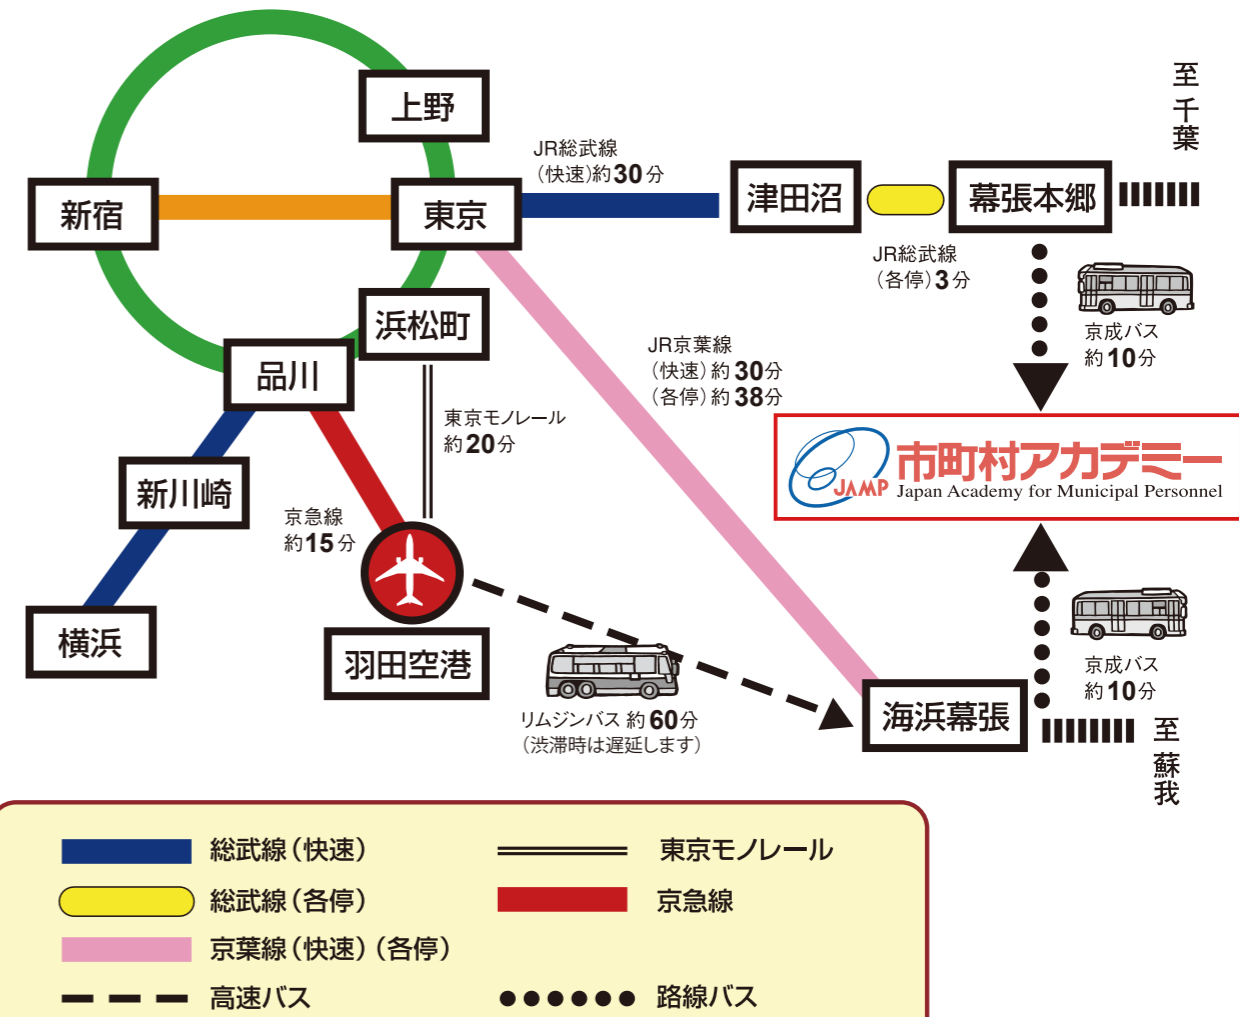 上野
至千葉
JR総武線
(快速)約30分
新宿
東京
津田沼
幕張本郷
JR総武線
(各停)3分
京成バス
約10分
浜松町
品川
JR京葉線
(快速)約30分
(各停)約38分
東京モノレール
約20分
市町村アカデミー
JAMP
Japan Academy for Municipal Personnel
新川崎
京急線
約15分
横浜
羽田空港
リムジンバス 約60分
(渋滞時は遅延します)
京成バス
約10分
海浜幕張
至蘇我
総武線(快速)
東京モノレール
総武線(各停)
京急線
京葉線(快速)(各停)
高速バス
路線バス